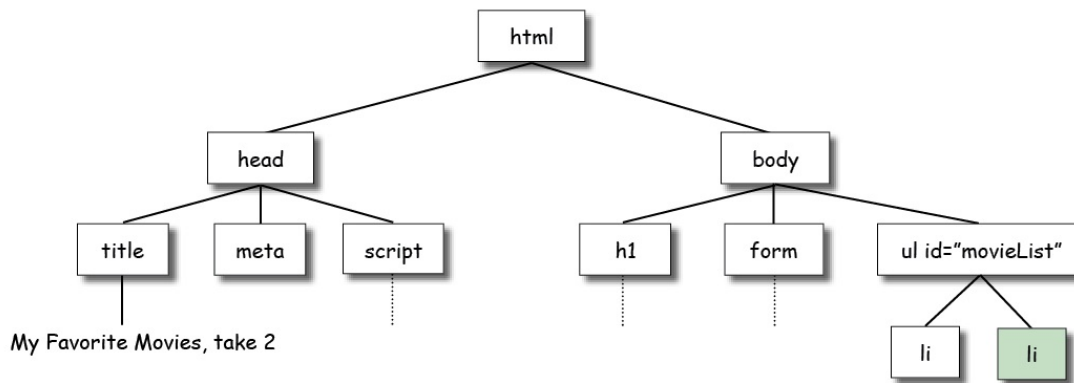 html
head
body
title
meta
script
h1
form
ul id=”movieList”
My Favorite Movies, take 2
li
li